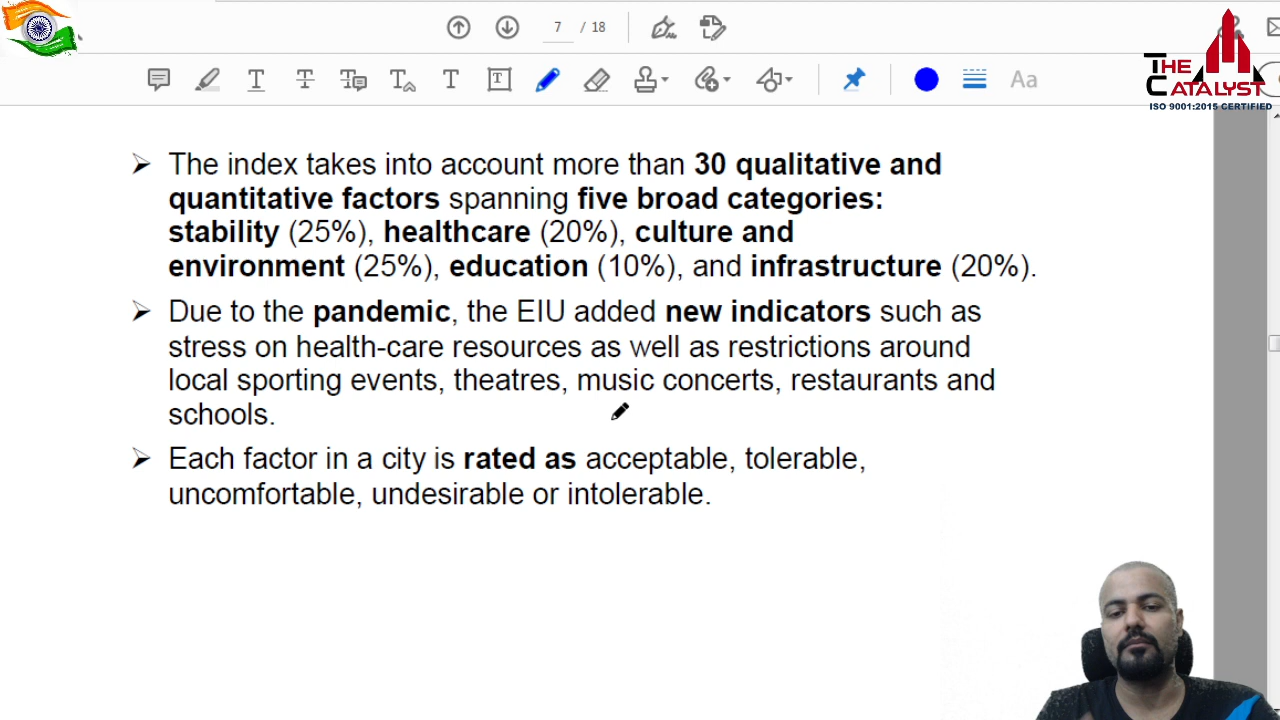 7 / 18
THE
CATALYST
ISO 9001:2015 CERTIFIED
Aa
➢ The index takes into account more than 30 qualitative and
quantitative factors spanning five broad categories:
stability (25%), healthcare (20%), culture and
environment (25%), education (10%), and infrastructure (20%).
➢ Due to the pandemic, the EIU added new indicators such as
stress on health-care resources as well as restrictions around
local sporting events, theatres, music concerts, restaurants and
schools.
➢ Each factor in a city is rated as acceptable, tolerable,
uncomfortable, undesirable or intolerable.